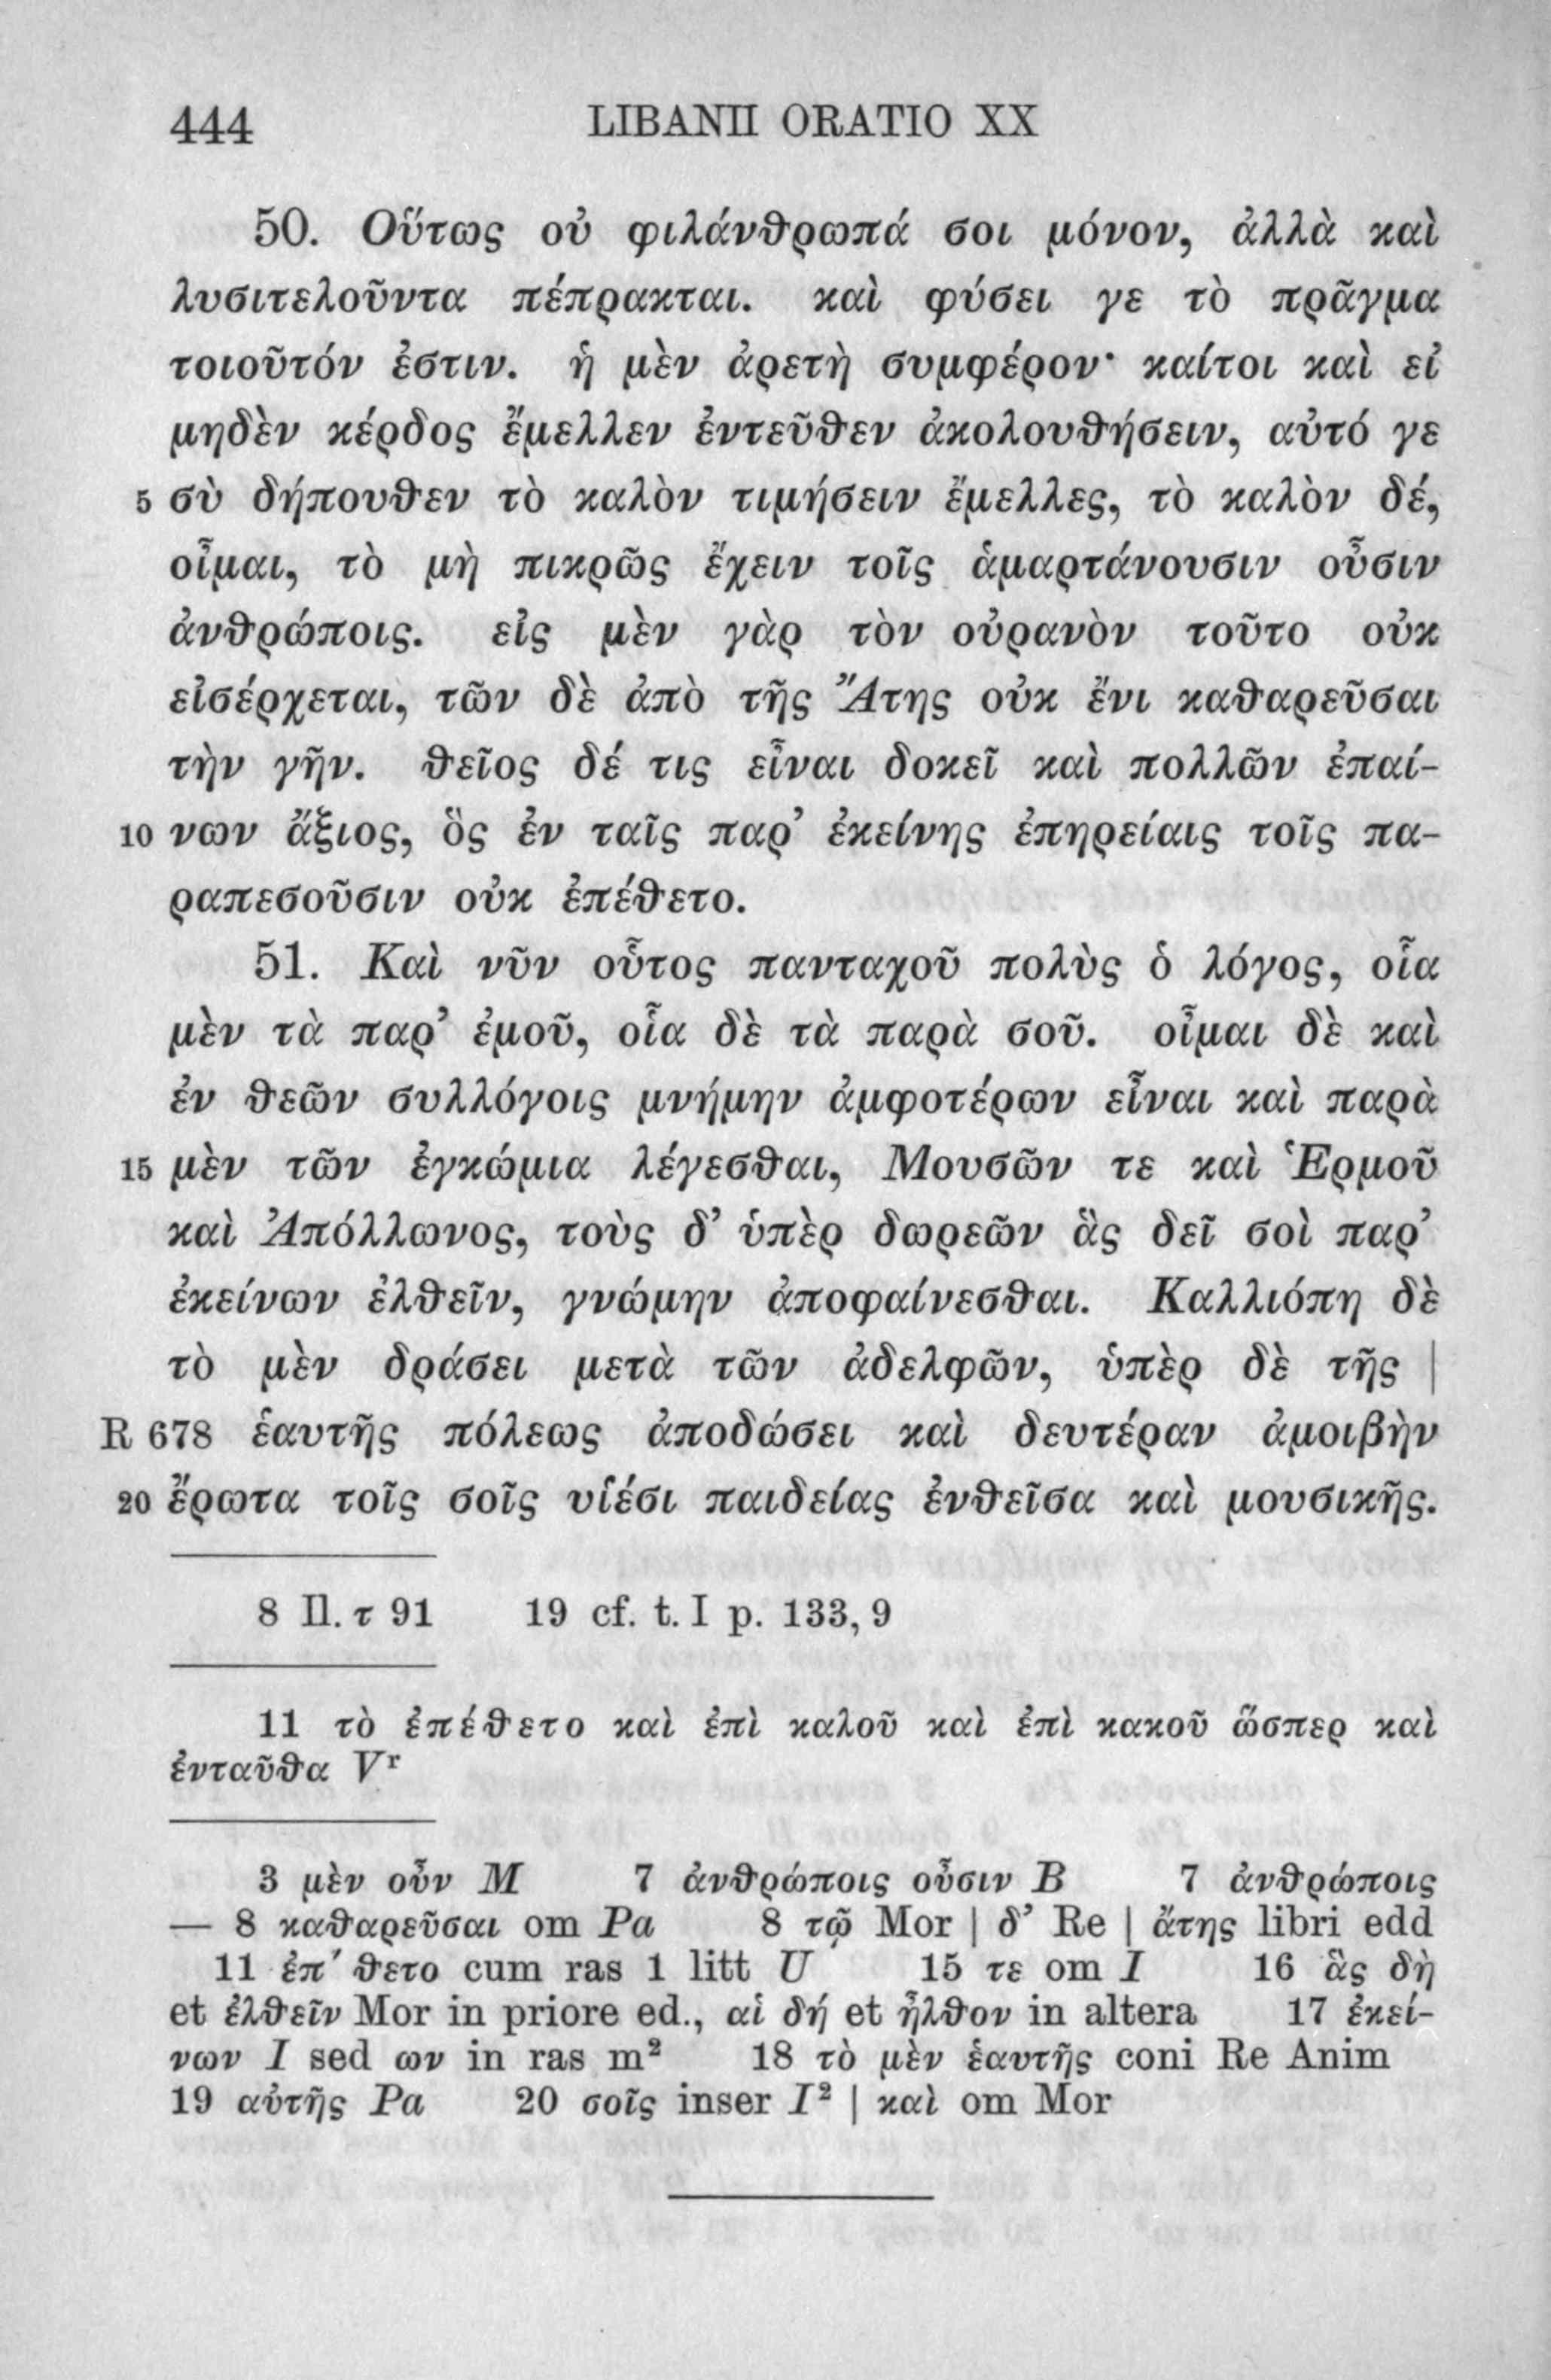 444 LIBANII ORATIO XX
50. Οὕτως οὐ φιλάνθρωπά σοι μόνον, ἀλλὰ καὶ
λυσιτελοῦντα πέπρακται. καὶ φύσει γε τὸ πρᾶγμα
τοιοῦτόν ἐστιν. ἡ μὲν ἀρετὴ συμφέρον· καίτοι καὶ εἰ
μηδὲν κέρδος ἔμελλεν ἐντεῦθεν ἀκολουθήσειν, αὐτό γε
5 σὺ δήπουθεν τὸ καλὸν τιμήσειν ἔμελλες, τὸ καλὸν δέ,
οἶμαι, τὸ μὴ πικρῶς ἔχειν τοῖς ἁμαρτάνουσιν οὖσιν
ἀνθρώποις. εἰς μὲν γὰρ τὸν οὐρανὸν τοῦτο οὐκ
εἰσέρχεται, τῶν δὲ ἀπὸ τῆς Ἄτης οὐκ ἔνι καθαρεῦσαι
τὴν γῆν. θεῖος δέ τις εἶναι δοκεῖ καὶ πολλῶν ἐπαί-
10 νων ἄξιος, ὃς ἐν ταῖς παρ’ ἐκείνης ἐπηρείαις τοῖς πα-
ραπεσοῦσιν οὐκ ἐπέθετο.
51. Καὶ νῦν οὗτος πανταχοῦ πολὺς ὁ λόγος, οἷα
μὲν τὰ παρ’ ἐμοῦ, οἷα δὲ τὰ παρὰ σοῦ. οἶμαι δὲ καὶ
ἐν θεῶν συλλόγοις μνήμην ἀμφοτέρων εἶναι καὶ παρὰ
15 μὲν τῶν ἐγκώμια λέγεσθαι, Μουσῶν τε καὶ Ἑρμοῦ
καὶ Ἀπόλλωνος, τοὺς δ’ ὑπὲρ δωρεῶν ἃς δεῖ σοὶ παρ’
ἐκείνων ἐλθεῖν, γνώμην ἀποφαίνεσθαι. Καλλιόπη δὲ
τὸ μὲν δράσει μετὰ τῶν ἀδελφῶν, ὑπὲρ δὲ τῆς |
R 678 ἑαυτῆς πόλεως ἀποδώσει καὶ δευτέραν ἀμοιβὴν
20 ἔρωτα τοῖς σοῖς υἱέσι παιδείας ἐνθεῖσα καὶ μουσικῆς.
8 Il. τ 91 19 cf. t. I p. 133, 9
11 τὸ ἐπέθετο καὶ ἐπὶ καλοῦ καὶ ἐπὶ κακοῦ ὥσπερ καὶ
ἐνταῦθα Vʳ
3 μὲν οὖν M 7 ἀνθρώποις οὖσιν B 7 ἀνθρώποις
— 8 καθαρεῦσαι om Pa 8 τῷ Mor | δ’ Re | ἄτης libri edd
11 ἐπ΄ θετο cum ras 1 litt U 15 τε om I 16 ἃς δὴ
et ἐλθεῖν Mor in priore ed., αἱ δή et ἦλθον in altera 17 ἐκεί-
νων I sed ων in ras m² 18 τὸ μὲν ἑαυτῆς coni Re Anim
19 αὐτῆς Pa 20 σοῖς inser I² | καὶ om Mor